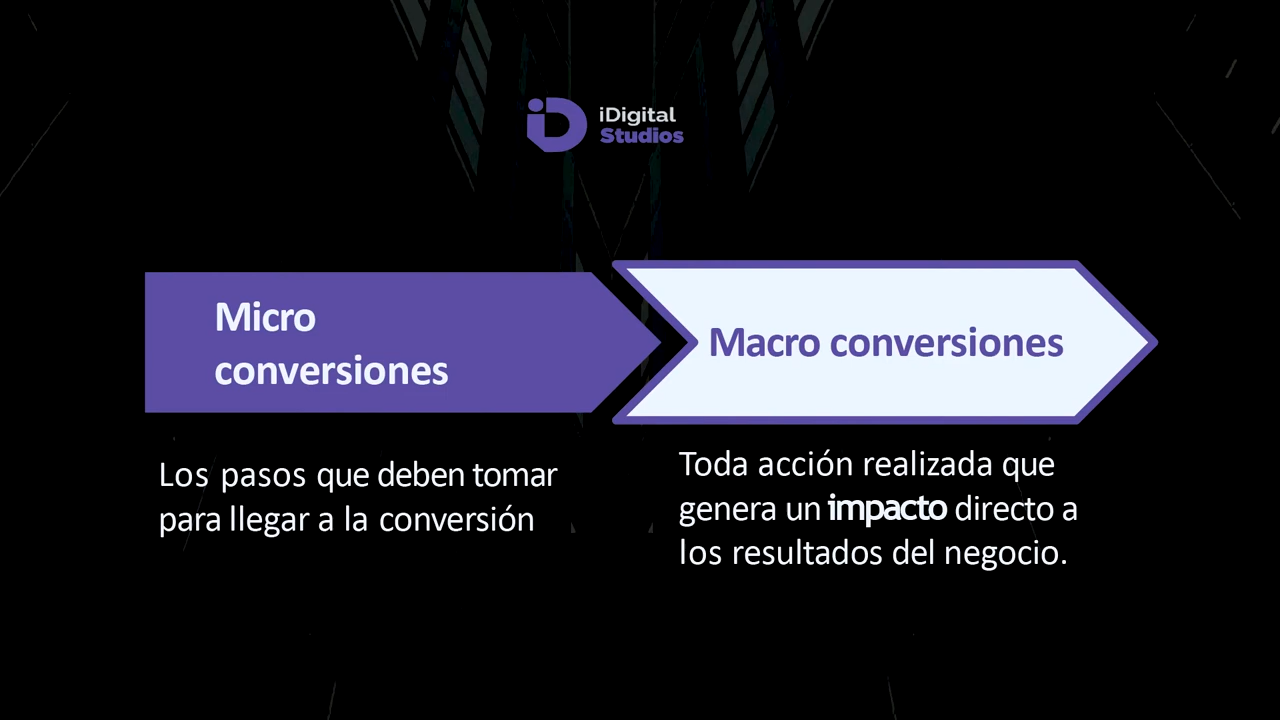 iDigital
Studios
Micro
conversiones
Macro conversiones
Los pasos que deben tomar
para llegar a la conversión
Toda acción realizada que
genera un impacto directo a
los resultados del negocio.